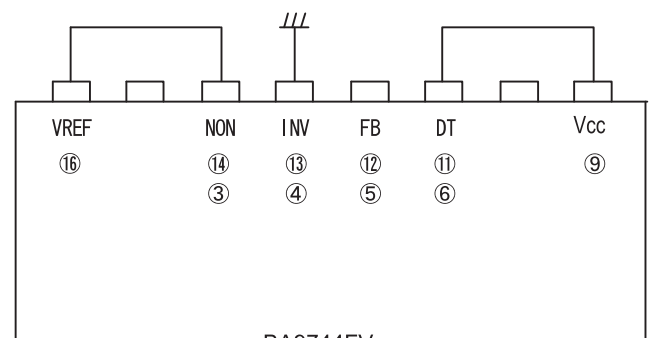 VREF NON INV FB DT Vcc
⑯ ⑭ ⑬ ⑫ ⑪ ⑨
③ ④ ⑤ ⑥